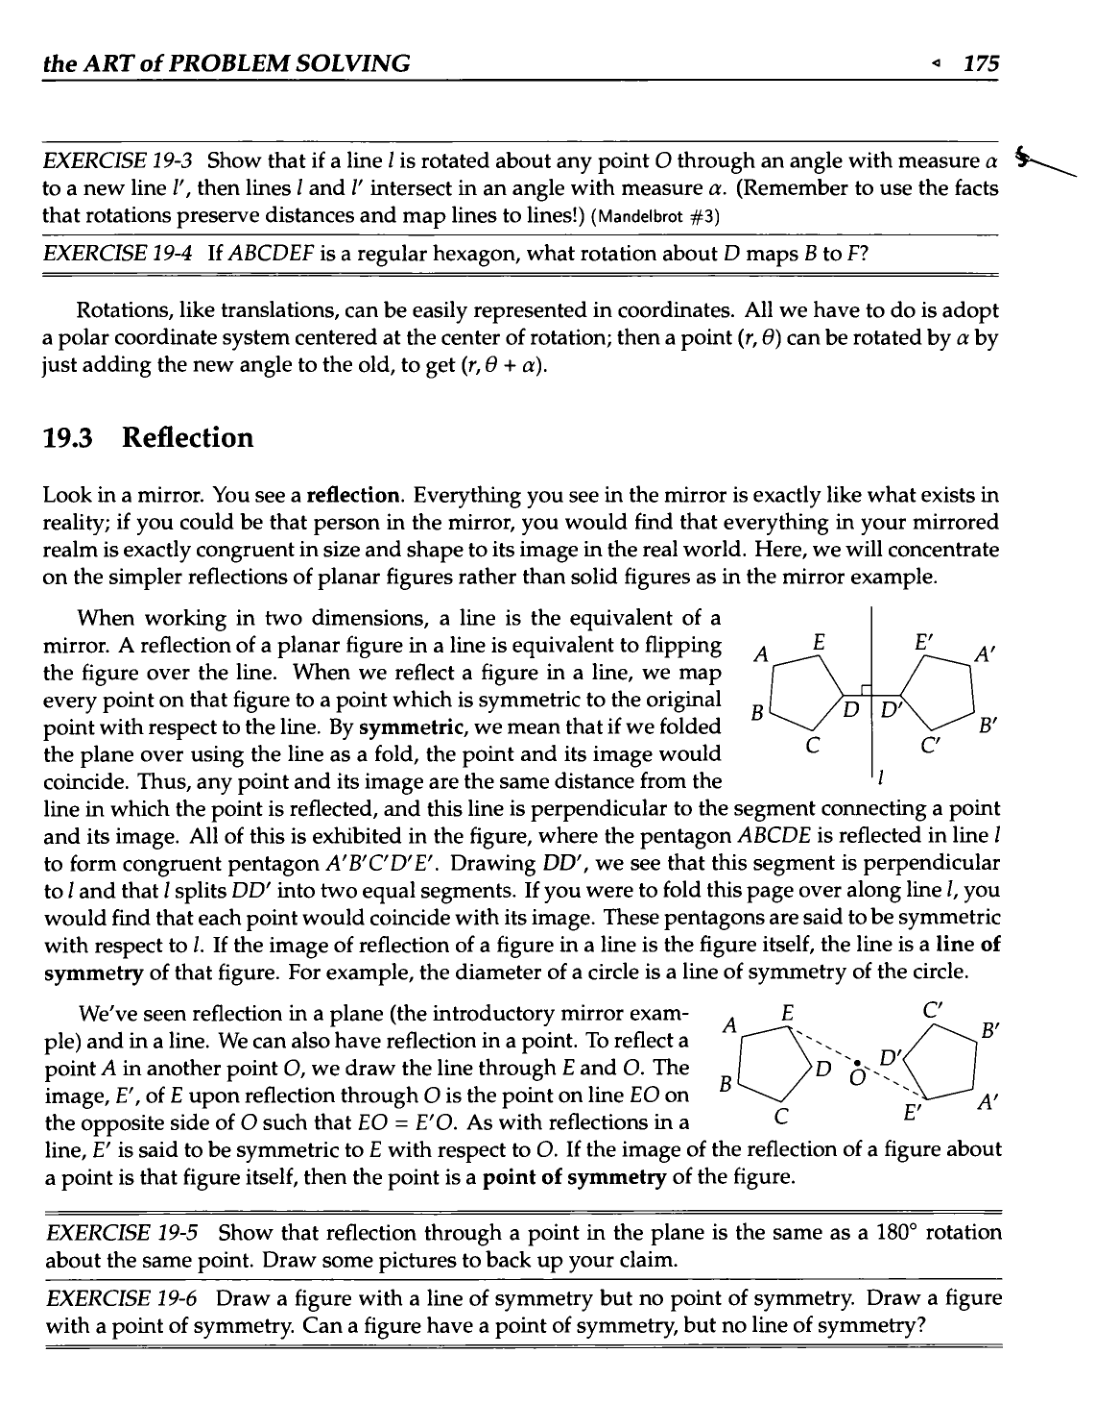 the ART of PROBLEM SOLVING ◃ 175
EXERCISE 19-3 Show that if a line l is rotated about any point O through an angle with measure α
to a new line l′, then lines l and l′ intersect in an angle with measure α. (Remember to use the facts
that rotations preserve distances and map lines to lines!) (Mandelbrot #3)
EXERCISE 19-4 If ABCDEF is a regular hexagon, what rotation about D maps B to F?
Rotations, like translations, can be easily represented in coordinates. All we have to do is adopt
a polar coordinate system centered at the center of rotation; then a point (r, θ) can be rotated by α by
just adding the new angle to the old, to get (r, θ + α).
19.3 Reflection
Look in a mirror. You see a reflection. Everything you see in the mirror is exactly like what exists in
reality; if you could be that person in the mirror, you would find that everything in your mirrored
realm is exactly congruent in size and shape to its image in the real world. Here, we will concentrate
on the simpler reflections of planar figures rather than solid figures as in the mirror example.
When working in two dimensions, a line is the equivalent of a
mirror. A reflection of a planar figure in a line is equivalent to flipping
the figure over the line. When we reflect a figure in a line, we map
every point on that figure to a point which is symmetric to the original
point with respect to the line. By symmetric, we mean that if we folded
the plane over using the line as a fold, the point and its image would
coincide. Thus, any point and its image are the same distance from the
A E E′ A′
B D D′ B′
C C′
l
line in which the point is reflected, and this line is perpendicular to the segment connecting a point
and its image. All of this is exhibited in the figure, where the pentagon ABCDE is reflected in line l
to form congruent pentagon A′B′C′D′E′. Drawing DD′, we see that this segment is perpendicular
to l and that l splits DD′ into two equal segments. If you were to fold this page over along line l, you
would find that each point would coincide with its image. These pentagons are said to be symmetric
with respect to l. If the image of reflection of a figure in a line is the figure itself, the line is a line of
symmetry of that figure. For example, the diameter of a circle is a line of symmetry of the circle.
We've seen reflection in a plane (the introductory mirror exam-
ple) and in a line. We can also have reflection in a point. To reflect a
point A in another point O, we draw the line through E and O. The
image, E′, of E upon reflection through O is the point on line EO on
the opposite side of O such that EO = E′O. As with reflections in a
A E C′ B′
B D O D′
C E′ A′
line, E′ is said to be symmetric to E with respect to O. If the image of the reflection of a figure about
a point is that figure itself, then the point is a point of symmetry of the figure.
EXERCISE 19-5 Show that reflection through a point in the plane is the same as a 180° rotation
about the same point. Draw some pictures to back up your claim.
EXERCISE 19-6 Draw a figure with a line of symmetry but no point of symmetry. Draw a figure
with a point of symmetry. Can a figure have a point of symmetry, but no line of symmetry?